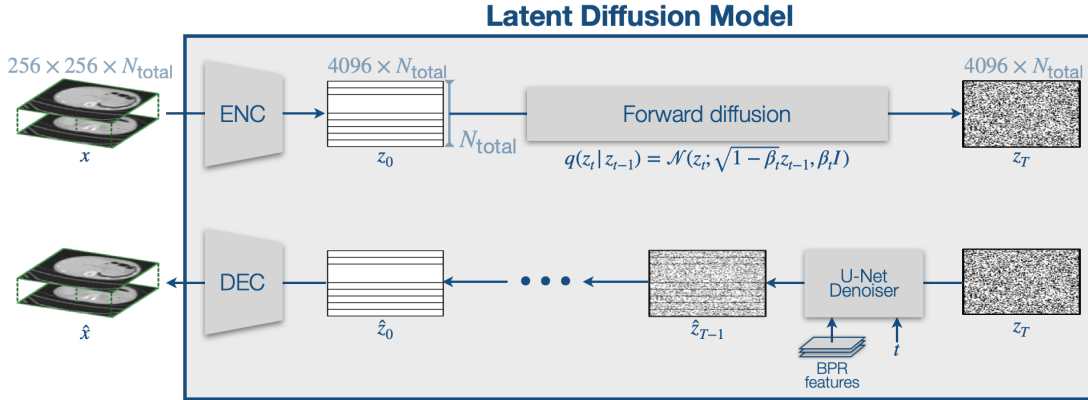 Latent Diffusion Model
256 × 256 × N_total
4096 × N_total
4096 × N_total
ENC
Forward diffusion
N_total
x
z_0
q(z_t | z_{t−1}) = 𝒩(z_t; √(1 − β_t) z_{t−1}, β_t I)
z_T
DEC
U-Net
Denoiser
x̂
ẑ_0
ẑ_{T−1}
z_T
t
BPR
features